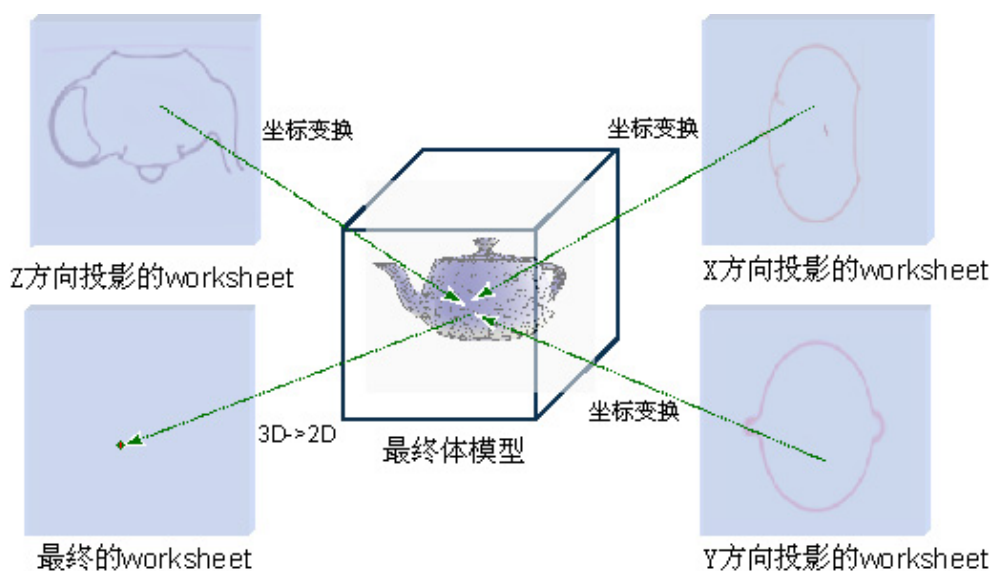 坐标变换
坐标变换
Z方向投影的worksheet
X方向投影的worksheet
3D->2D
坐标变换
最终体模型
最终的worksheet
Y方向投影的worksheet